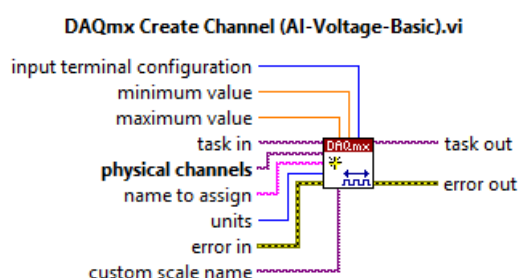 DAQmx Create Channel (AI-Voltage-Basic).vi
input terminal configuration
minimum value
maximum value
task in
DAQmx
task out
physical channels
name to assign
error out
units
error in
custom scale name